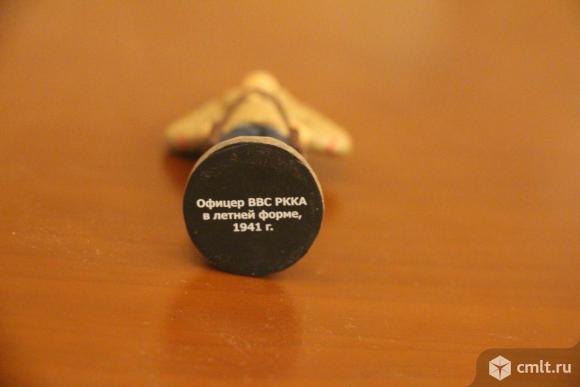 Офицер ВВС РККА
в летней форме,
1941 г.
cmlt.ru